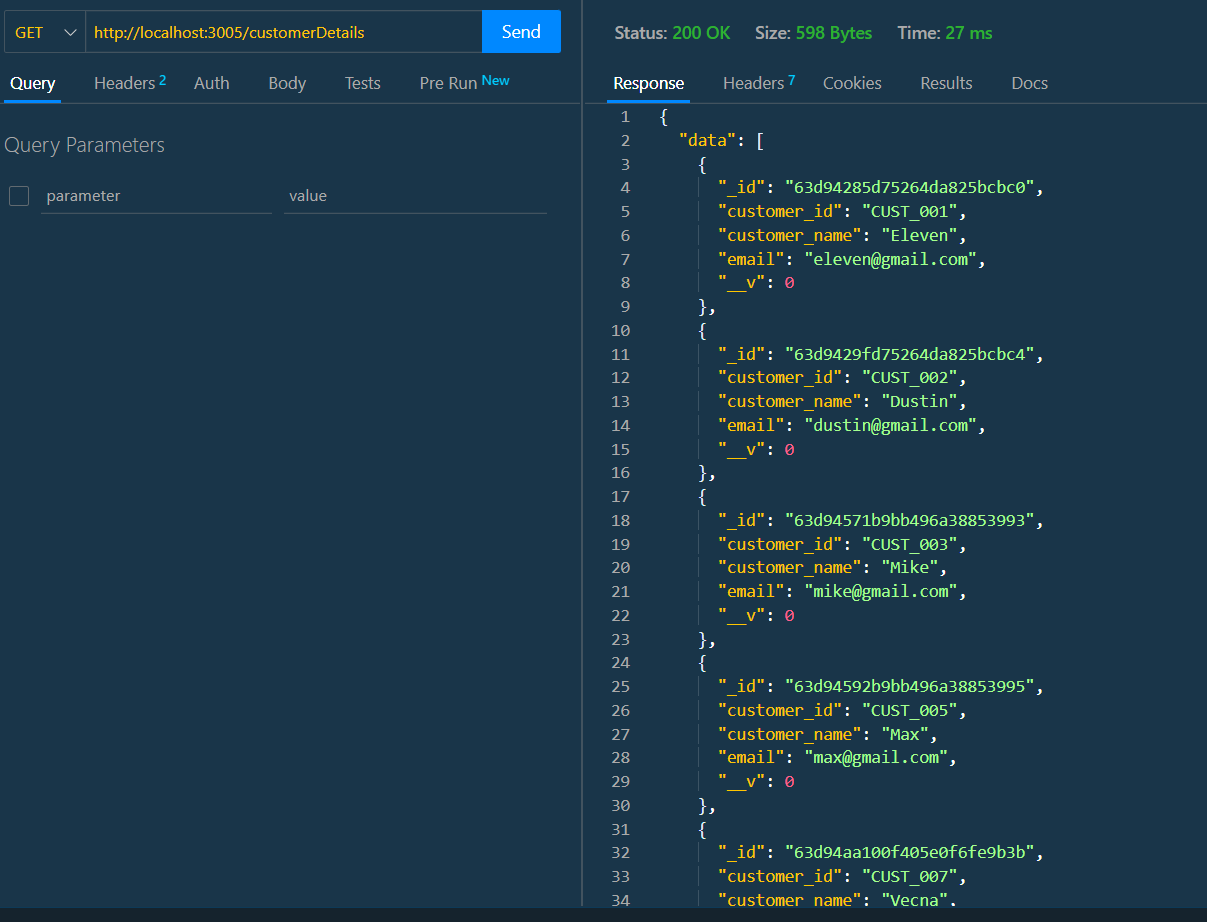 GET http://localhost:3005/customerDetails Send
Query Headers 2 Auth Body Tests Pre Run New
Query Parameters
parameter value
Status: 200 OK Size: 598 Bytes Time: 27 ms
Response Headers 7 Cookies Results Docs
1 {
2 "data": [
3 {
4 "_id": "63d94285d75264da825bcbc0",
5 "customer_id": "CUST_001",
6 "customer_name": "Eleven",
7 "email": "eleven@gmail.com",
8 "__v": 0
9 },
10 {
11 "_id": "63d9429fd75264da825bcbc4",
12 "customer_id": "CUST_002",
13 "customer_name": "Dustin",
14 "email": "dustin@gmail.com",
15 "__v": 0
16 },
17 {
18 "_id": "63d94571b9bb496a38853993",
19 "customer_id": "CUST_003",
20 "customer_name": "Mike",
21 "email": "mike@gmail.com",
22 "__v": 0
23 },
24 {
25 "_id": "63d94592b9bb496a38853995",
26 "customer_id": "CUST_005",
27 "customer_name": "Max",
28 "email": "max@gmail.com",
29 "__v": 0
30 },
31 {
32 "_id": "63d94aa100f405e0f6fe9b3b",
33 "customer_id": "CUST_007",
34 "customer_name": "Vecna",